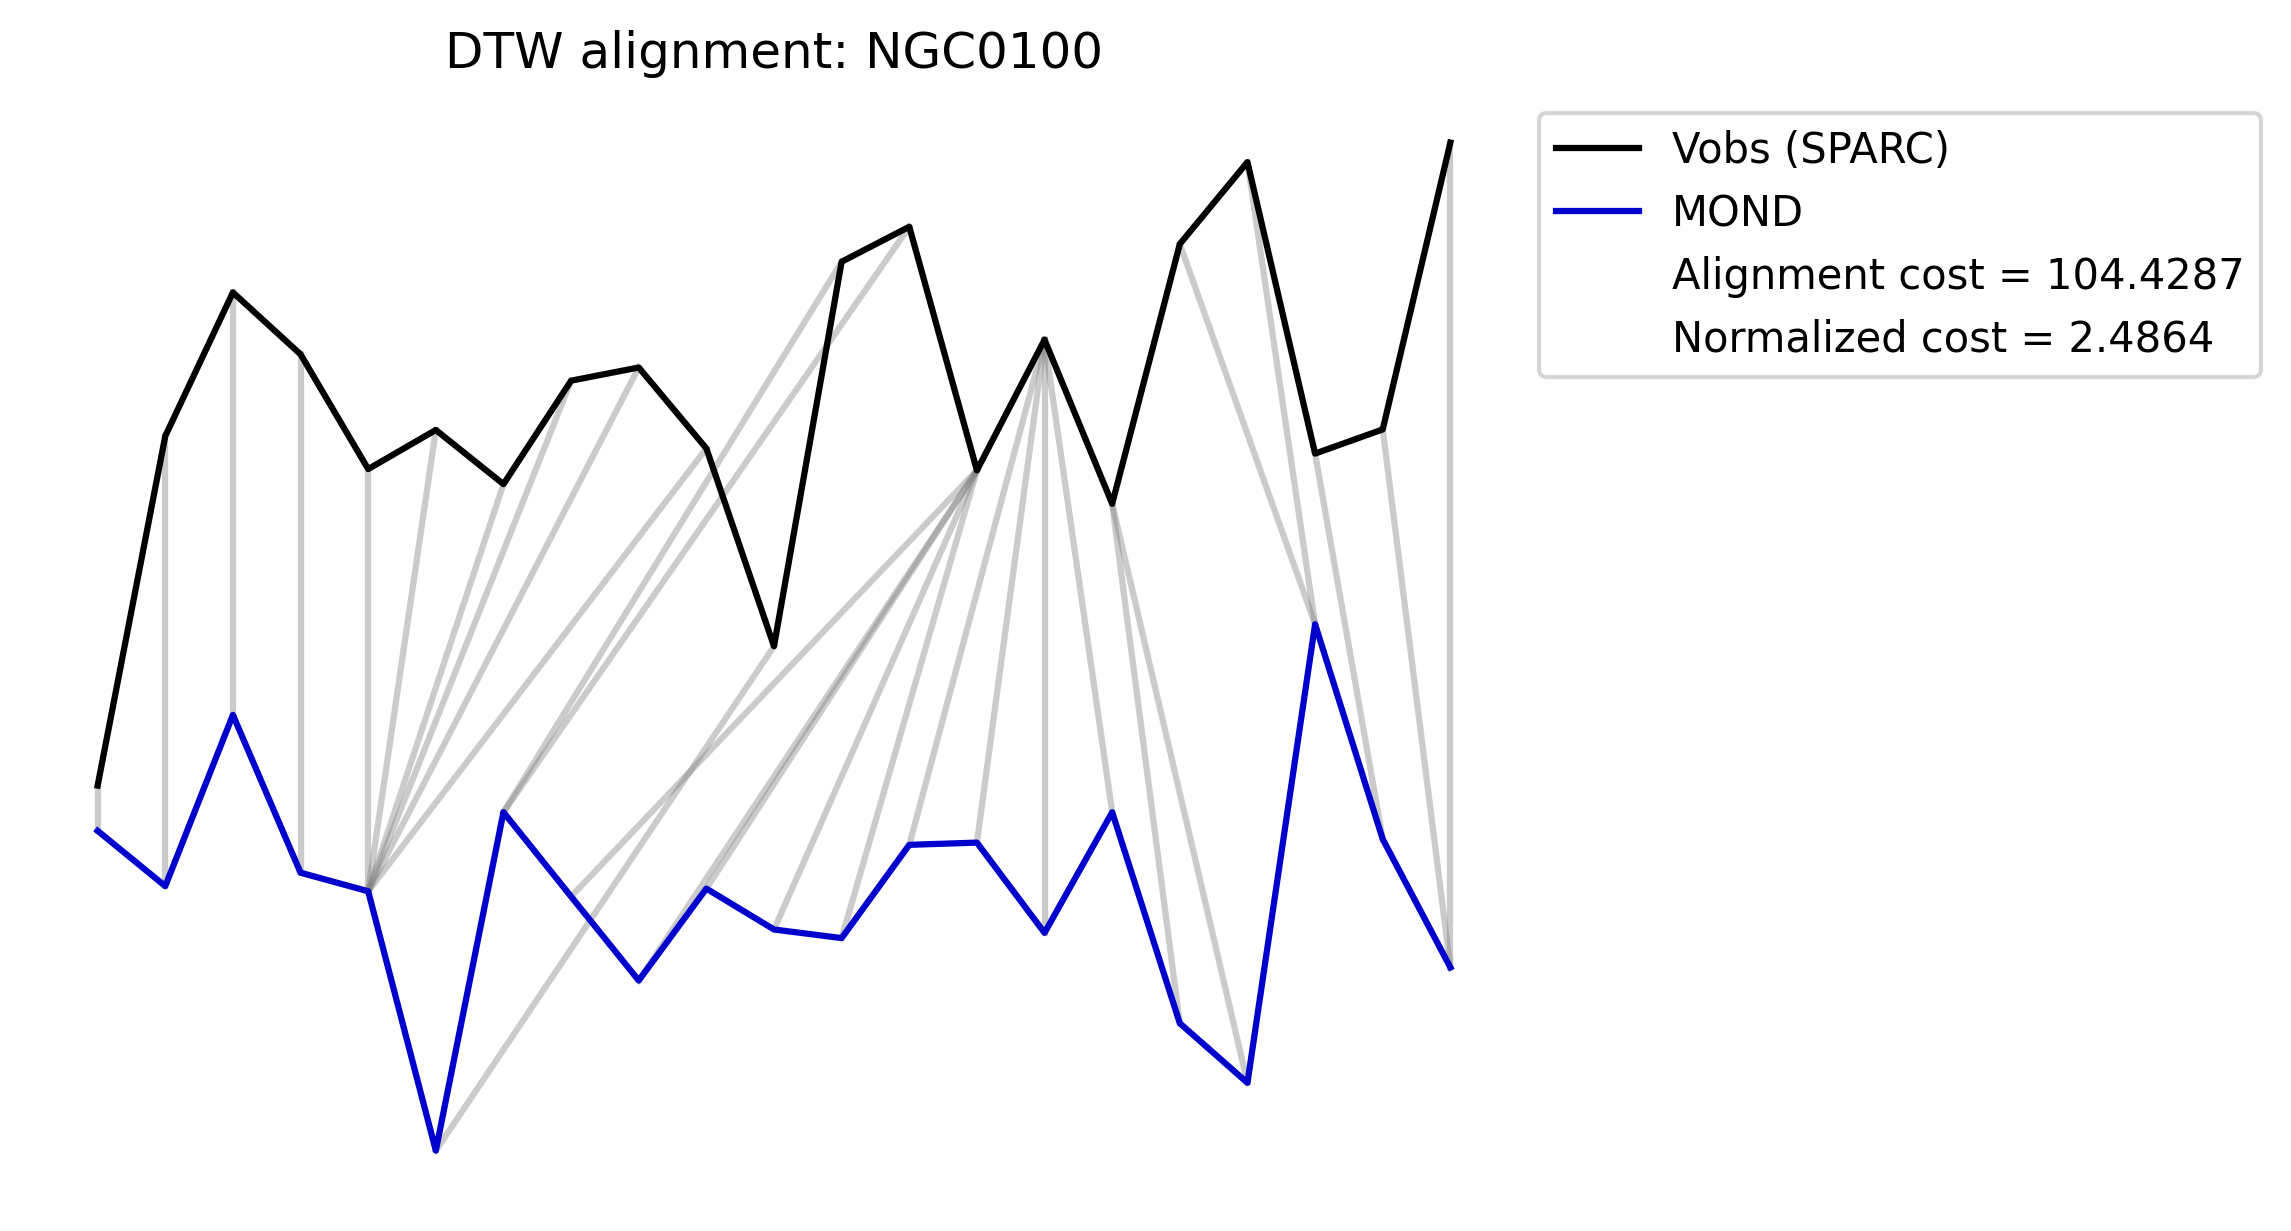 DTW alignment: NGC0100
Vobs (SPARC)
MOND
Alignment cost = 104.4287
Normalized cost = 2.4864